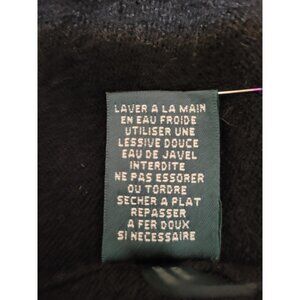 LAVER A LA MAIN
EN EAU FROIDE
UTILISER UNE
LESSIVE DOUCE
EAU DE JAVEL
INTERDITE
NE PAS ESSORER
OU TORDRE
SECHER A PLAT
REPASSER
A FER DOUX
SI NECESSAIRE